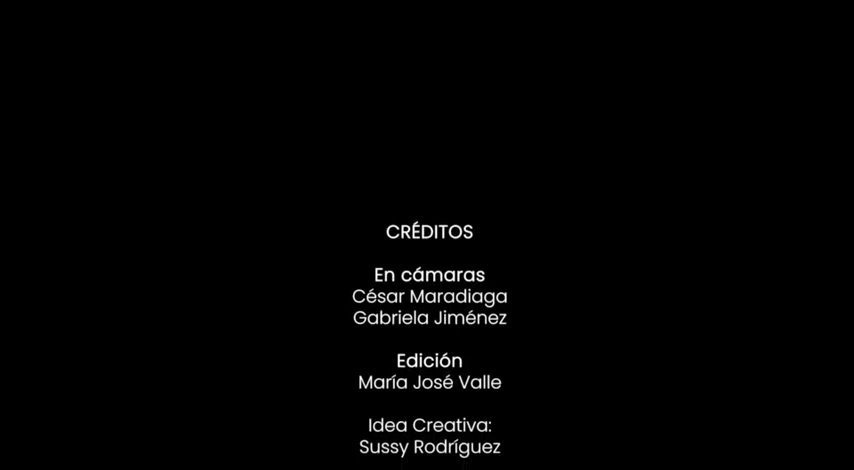 CRÉDITOS
En cámaras
César Maradiaga
Gabriela Jiménez
Edición
María José Valle
Idea Creativa:
Sussy Rodríguez